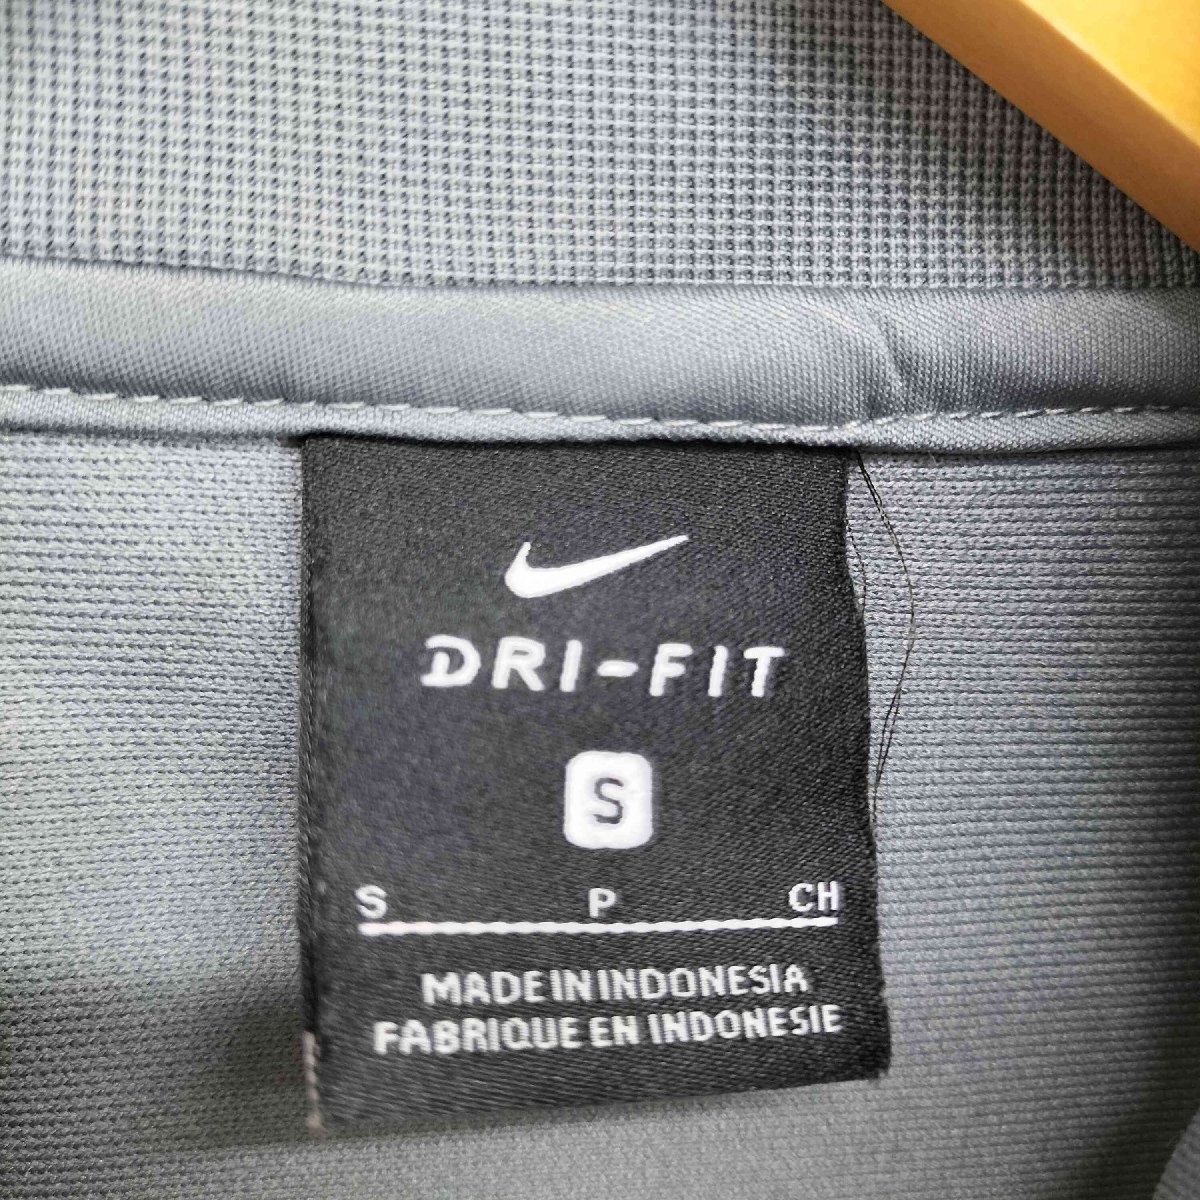 DRI-FIT
S
S P CH
MADE IN INDONESIA
FABRIQUE EN INDONESIE